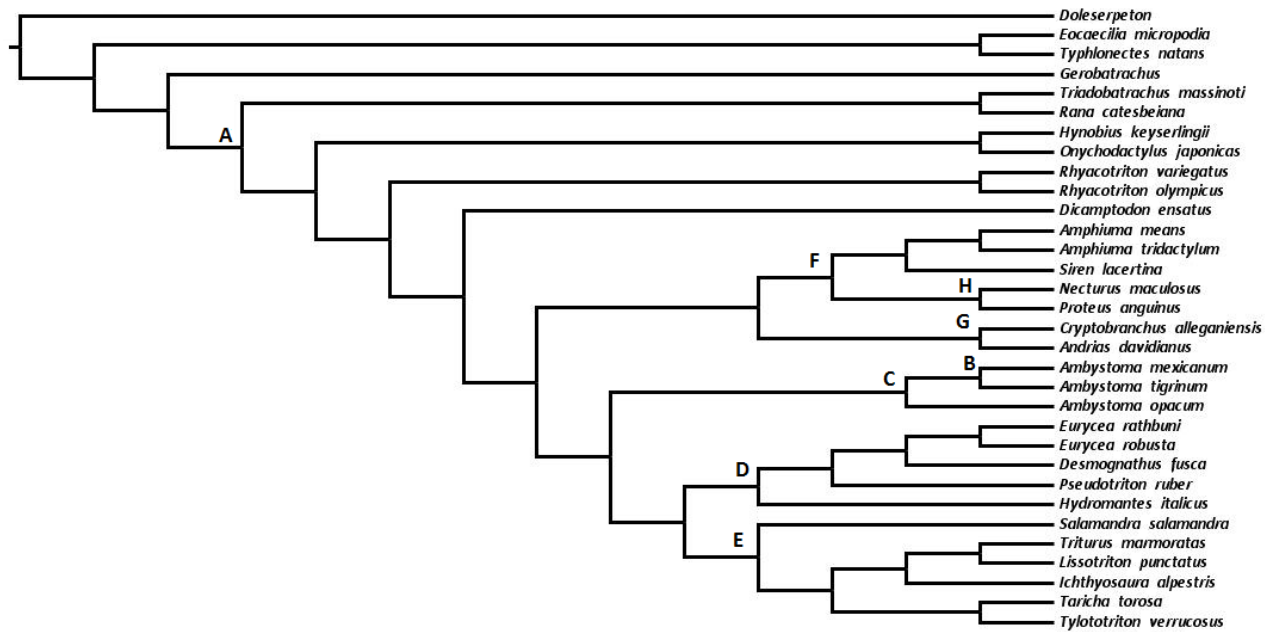 Doleserpeton
Eocaecilia micropodia
Typhlonectes natans
Gerobatrachus
Triadobatrachus massinoti
A
Rana catesbeiana
Hynobius keyserlingii
Onychodactylus japonicas
Rhyacotriton variegatus
Rhyacotriton olympicus
Dicamptodon ensatus
Amphiuma means
Amphiuma tridactylum
F
Siren lacertina
H
Necturus maculosus
Proteus anguinus
G
Cryptobranchus alleganiensis
Andrias davidianus
B
Ambystoma mexicanum
C
Ambystoma tigrinum
Ambystoma opacum
Eurycea rathbuni
Eurycea robusta
D
Desmognathus fusca
Pseudotriton ruber
Hydromantes italicus
Salamandra salamandra
E
Triturus marmoratas
Lissotriton punctatus
Ichthyosaura alpestris
Taricha torosa
Tylototriton verrucosus